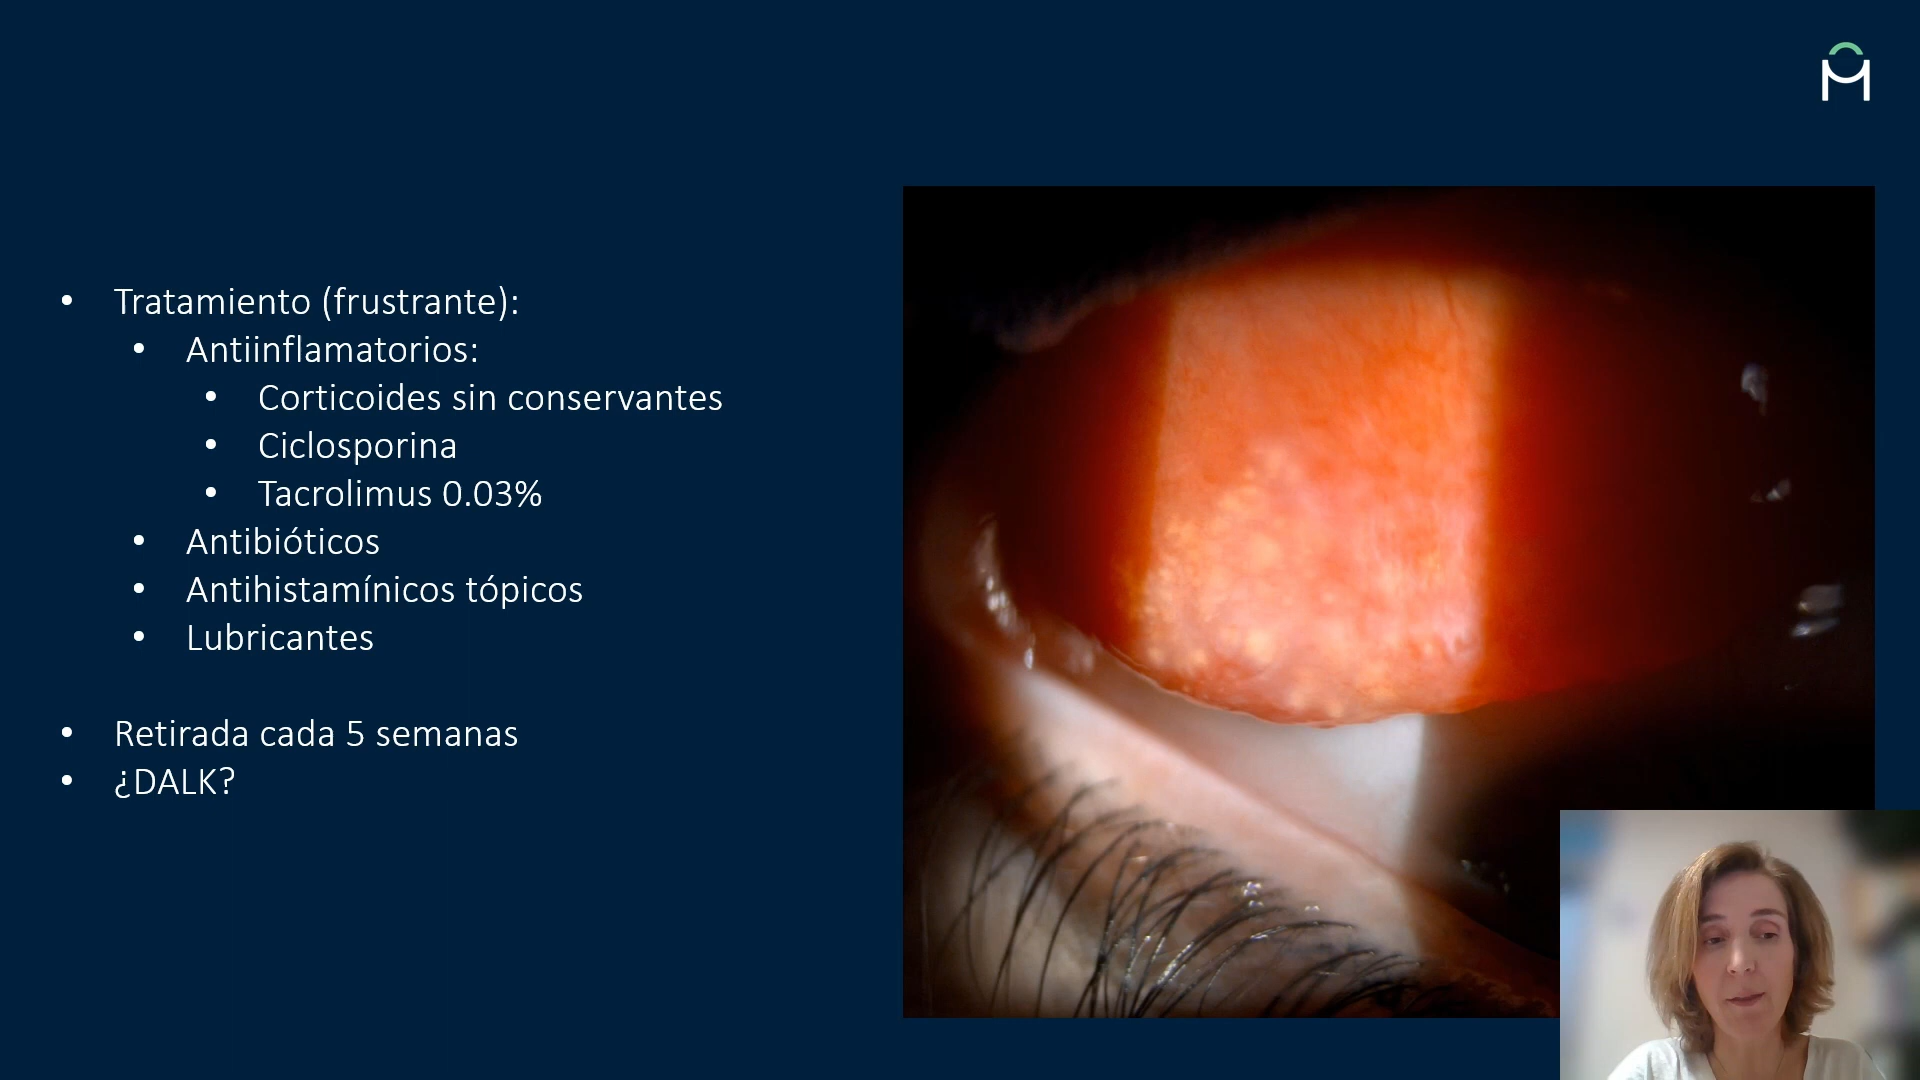 Tratamiento (frustrante):
Antiinflamatorios:
Corticoides sin conservantes
Ciclosporina
Tacrolimus 0.03%
Antibióticos
Antihistamínicos tópicos
Lubricantes
Retirada cada 5 semanas
¿DALK?